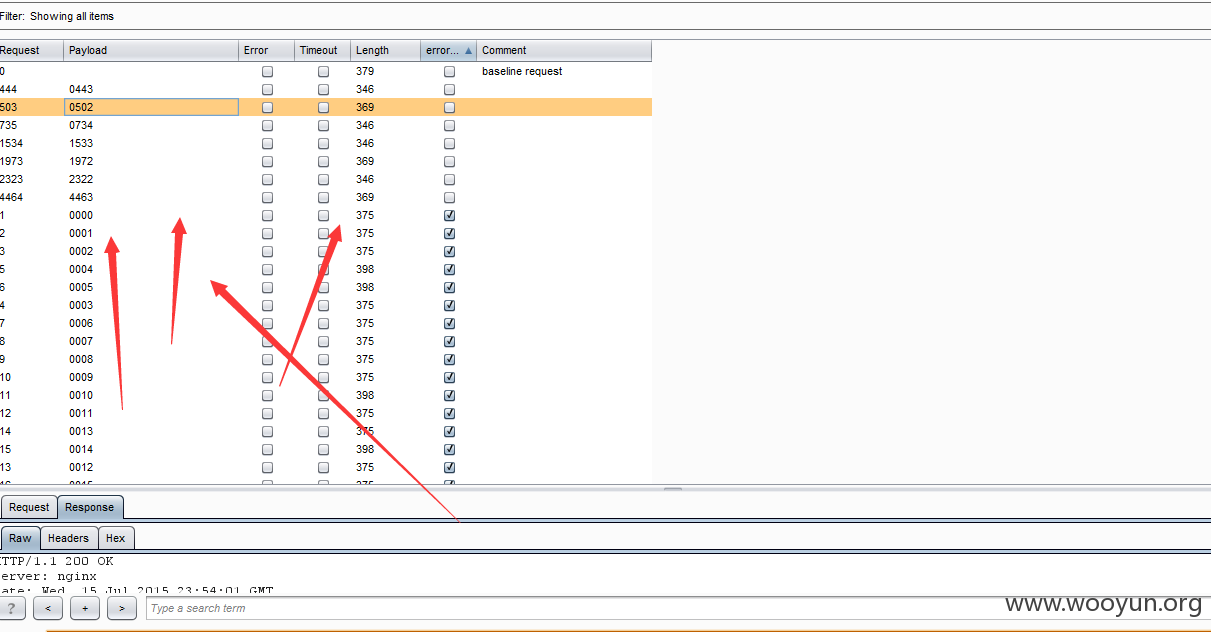 Filter: Showing all items
Request Payload Error Timeout Length error... Comment
0 379 baseline request
444 0443 346
503 0502 369
735 0734 346
1534 1533 346
1973 1972 369
2323 2322 346
4464 4463 369
1 0000 375
2 0001 375
3 0002 375
5 0004 398
6 0005 398
4 0003 375
7 0006 375
8 0007 375
9 0008 375
10 0009 375
11 0010 398
12 0011 375
14 0013 375
15 0014 398
13 0012 375
16 0015 375
Request Response
Raw Headers Hex
HTTP/1.1 200 OK
erver: nginx
ate: Wed, 15 Jul 2015 23:54:01 GMT
? < + > Type a search term
www.wooyun.org